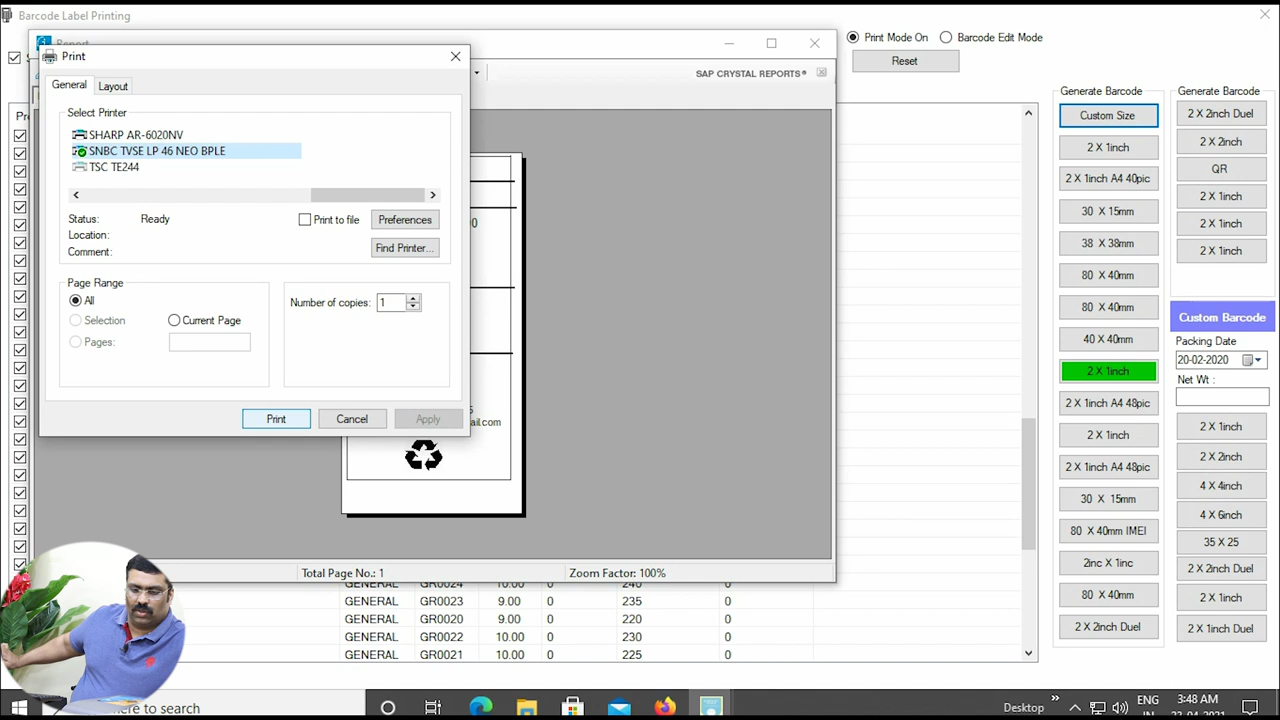 Barcode Label Printing
Report
Print
General
Layout
Select Printer
SHARP AR-6020NV
SNBC TVSE LP 46 NEO BPLE
TSC TE244
Status:
Ready
Print to file
Preferences
Location:
Comment:
Find Printer...
Page Range
All
Selection
Current Page
Pages:
Number of copies:
1
Print
Cancel
Apply
SAP CRYSTAL REPORTS®
ail.com
Total Page No.: 1
Zoom Factor: 100%
GENERAL GR0024 10.00 0 240 0
GENERAL GR0023 9.00 0 235 0
GENERAL GR0020 9.00 0 220 0
GENERAL GR0022 10.00 0 230 0
GENERAL GR0021 10.00 0 225 0
Print Mode On
Barcode Edit Mode
Reset
Generate Barcode
Custom Size
2 X 1inch
2 X 1inch A4 40pic
30 X 15mm
38 X 38mm
80 X 40mm
80 X 40mm
40 X 40mm
2 X 1inch
2 X 1inch A4 48pic
2 X 1inch
2 X 1inch A4 48pic
30 X 15mm
80 X 40mm IMEI
2inc X 1inc
80 X 40mm
2 X 2inch Duel
Generate Barcode
2 X 2inch Duel
2 X 2inch
QR
2 X 1inch
2 X 1inch
2 X 1inch
Custom Barcode
Packing Date
20-02-2020
Net Wt :
2 X 1inch
2 X 2inch
4 X 4inch
4 X 6inch
35 X 25
2 X 2inch Duel
2 X 1inch
2 X 1inch Duel
here to search
Desktop
ENG
3:48 AM